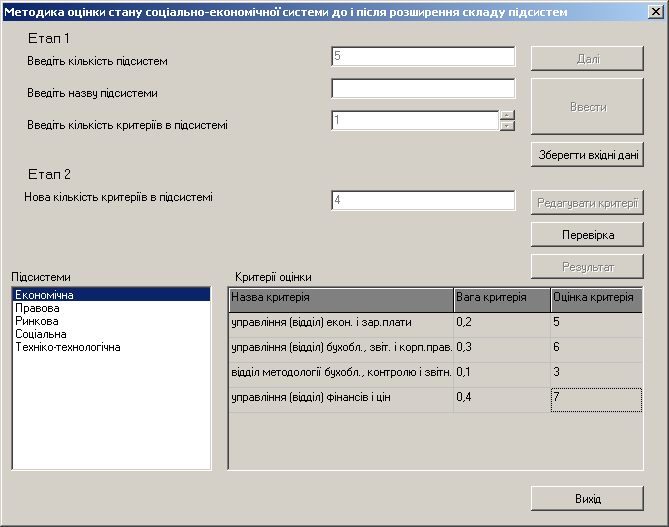 Методика оцінки стану соціально-економічної системи до і після розширення складу підсистем
Етап 1
Введіть кількість підсистем
5
Далі
Введіть назву підсистеми
Ввести
Введіть кількість критеріїв в підсистемі
1
Зберегти вхідні дані
Етап 2
Нова кількість критеріїв в підсистемі
4
Редагувати критерії
Перевірка
Результат
Підсистеми
Економічна
Правова
Ринкова
Соціальна
Техніко-технологічна
Критерії оцінки
Назва критерія Вага критерія Оцінка критерія
управління (відділ) екон. і зар.плати 0,2 5
управління (відділ) бухобл., звіт. і корп.прав. 0,3 6
відділ методології бухобл., контролю і звітн. 0,1 3
управління (відділ) фінансів і цін 0,4 7
Вихід